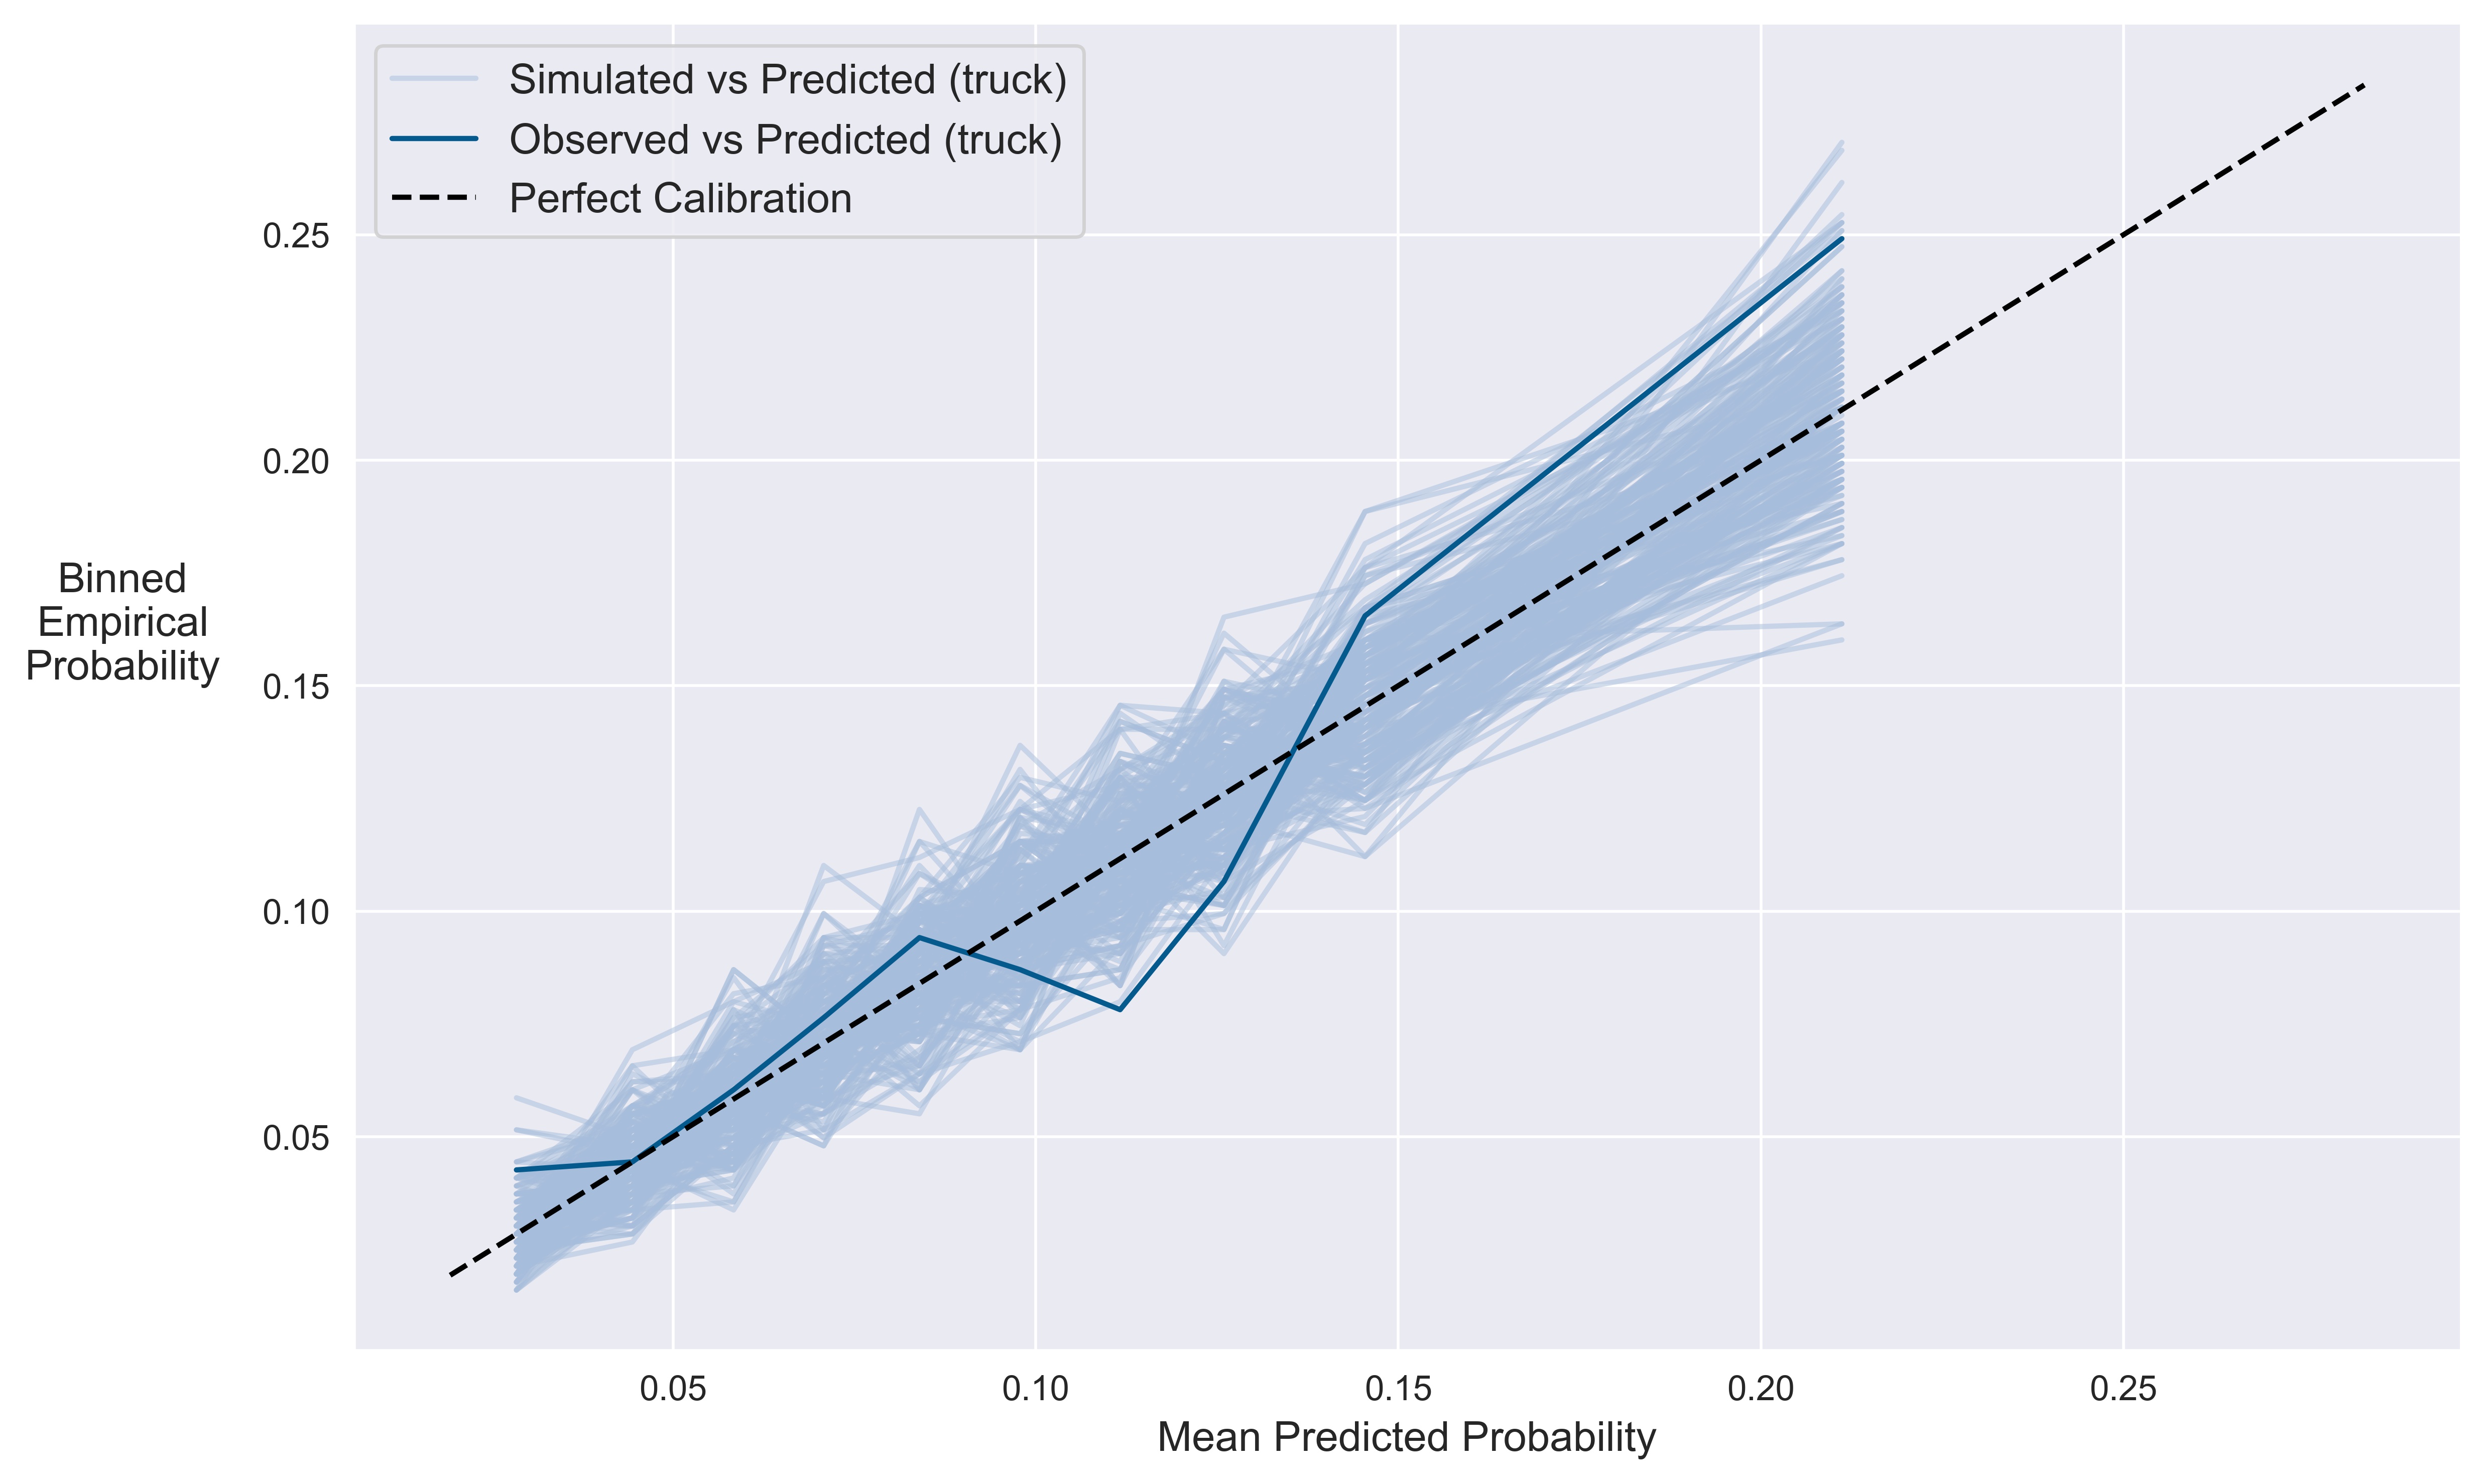 Simulated vs Predicted (truck)
Observed vs Predicted (truck)
Perfect Calibration
0.25
0.20
0.15
0.10
0.05
Binned
Empirical
Probability
0.05
0.10
0.15
0.20
0.25
Mean Predicted Probability